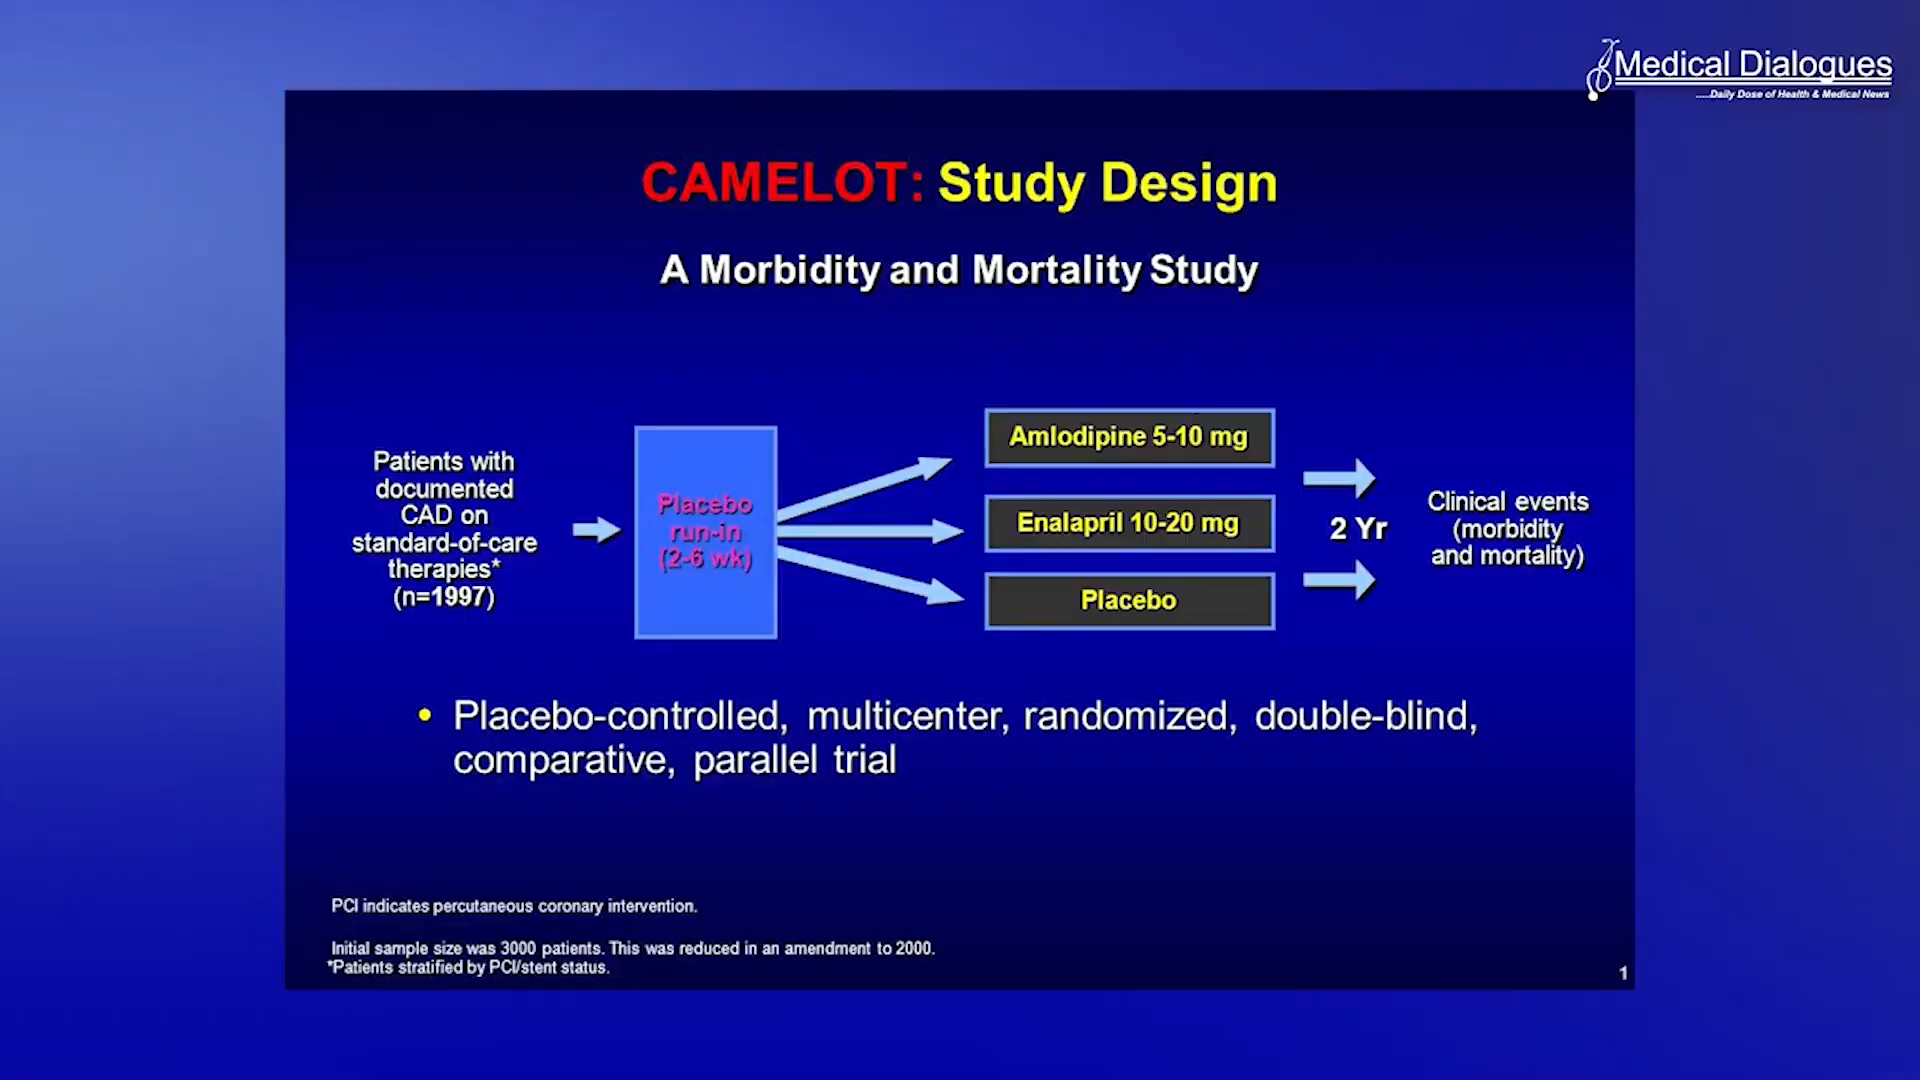 Medical Dialogues
.....Daily Dose of Health & Medical News
CAMELOT: Study Design
A Morbidity and Mortality Study
Patients with
documented
CAD on
standard-of-care
therapies*
(n=1997)
Placebo
run-in
(2-6 wk)
Amlodipine 5-10 mg
Enalapril 10-20 mg
Placebo
2 Yr
Clinical events
(morbidity
and mortality)
• Placebo-controlled, multicenter, randomized, double-blind,
comparative, parallel trial
PCI indicates percutaneous coronary intervention.
Initial sample size was 3000 patients. This was reduced in an amendment to 2000.
*Patients stratified by PCI/stent status.
1